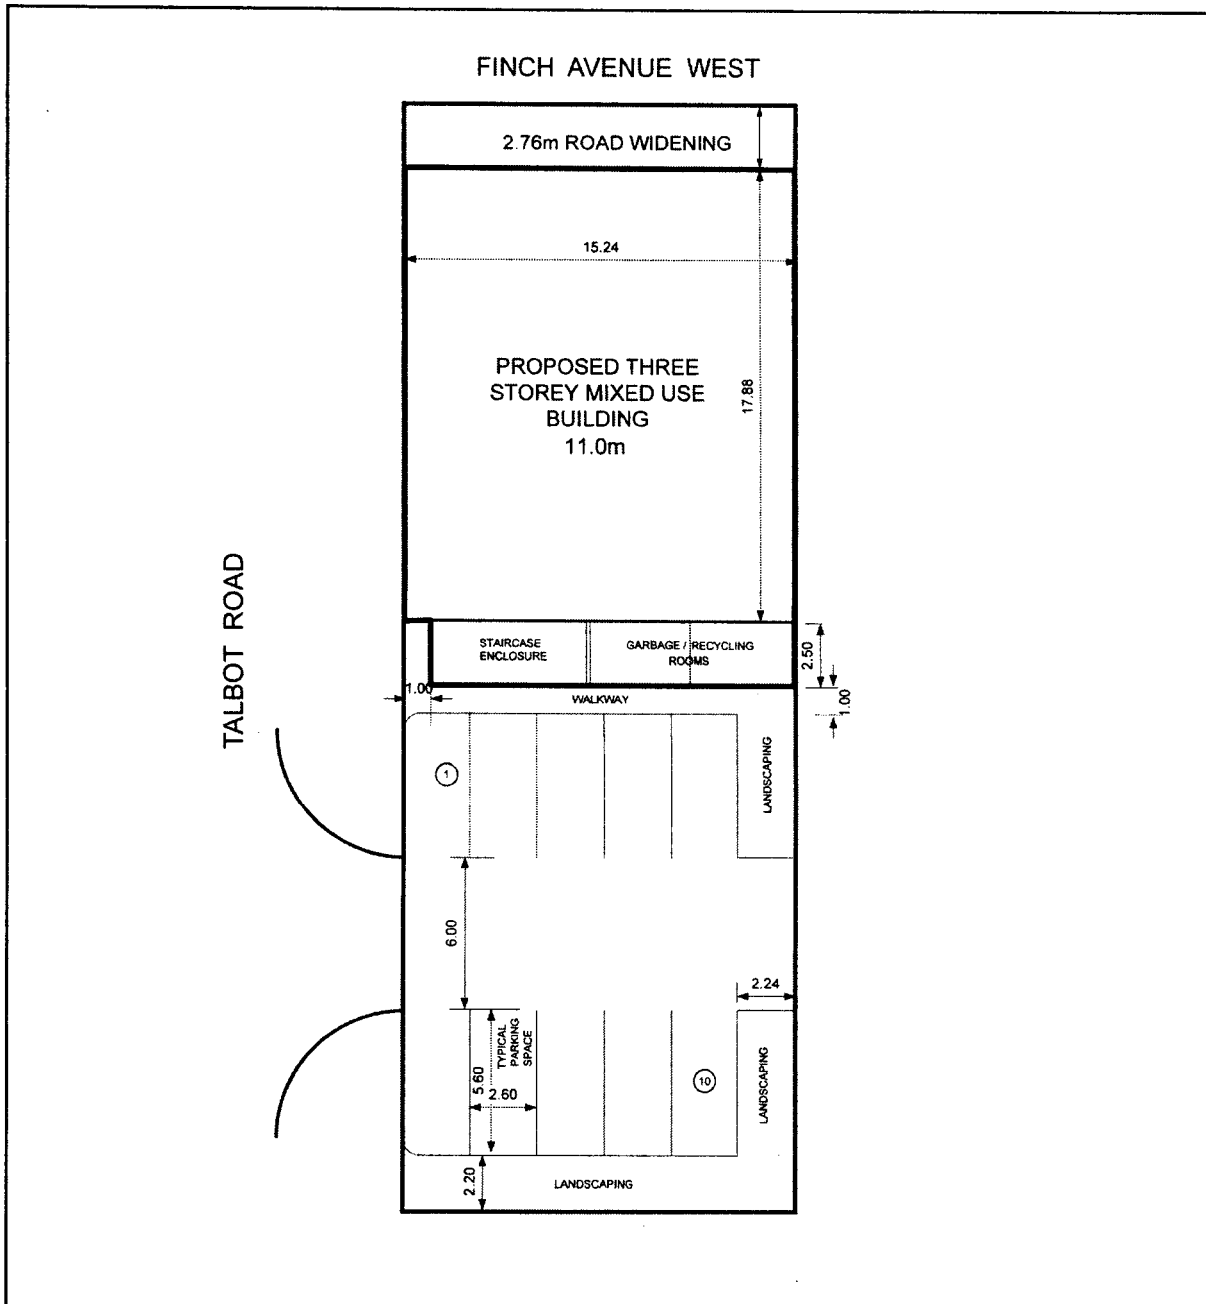 FINCH AVENUE WEST
2.76m ROAD WIDENING
15.24
17.88
PROPOSED THREE
STOREY MIXED USE
BUILDING
11.0m
TALBOT ROAD
STAIRCASE
ENCLOSURE
GARBAGE / RECYCLING
ROOMS
2.50
1.00
WALKWAY
1.00
1
LANDSCAPING
6.00
2.24
TYPICAL
PARKING
SPACE
5.60
2.60
10
LANDSCAPING
2.20
LANDSCAPING